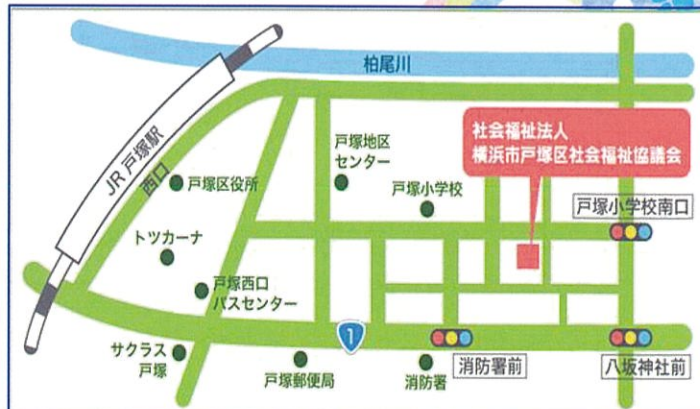 柏尾川
JR 戸塚駅
西口
社会福祉法人
横浜市戸塚区社会福祉協議会
戸塚地区
センター
戸塚区役所
戸塚小学校
戸塚小学校南口
トツカーナ
戸塚西口
バスセンター
1
サクラス
戸塚
戸塚郵便局
消防署
消防署前
八坂神社前